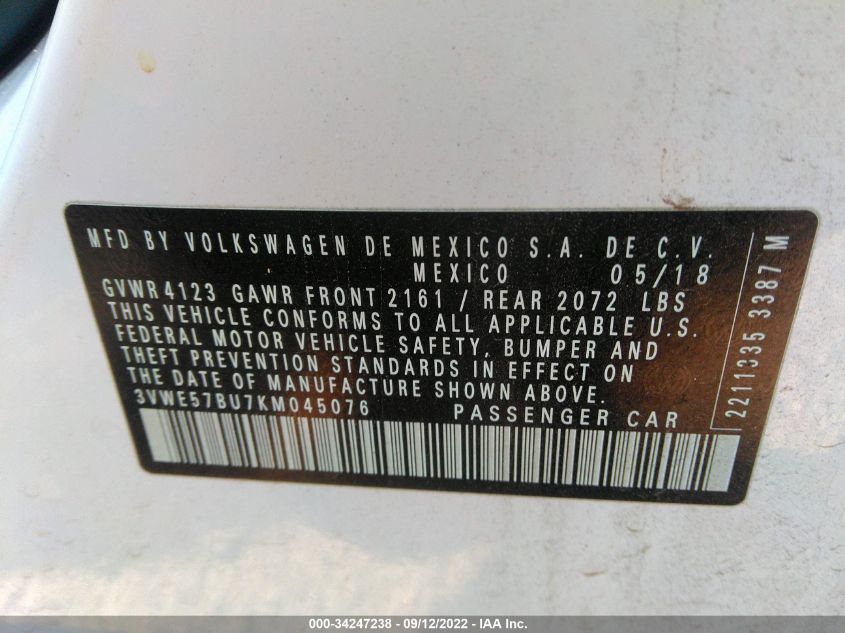 MFD BY VOLKSWAGEN DE MEXICO S.A. DE C.V.
MEXICO 05/18
GVWR 4123 GAWR FRONT 2161 / REAR 2072 LBS
THIS VEHICLE CONFORMS TO ALL APPLICABLE U.S.
FEDERAL MOTOR VEHICLE SAFETY, BUMPER AND
THEFT PREVENTION STANDARDS IN EFFECT ON
THE DATE OF MANUFACTURE SHOWN ABOVE.
3VWE57BU7KM045076 PASSENGER CAR
2211335 3387 M
000-34247238 - 09/12/2022 - IAA Inc.